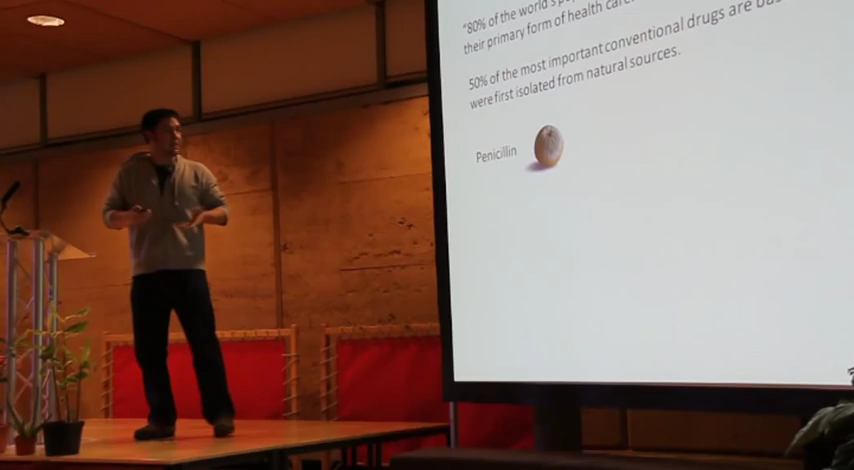 "80% of the world's
their primary form of health care.
50% of the most important conventional drugs are
were first isolated from natural sources.
Penicillin